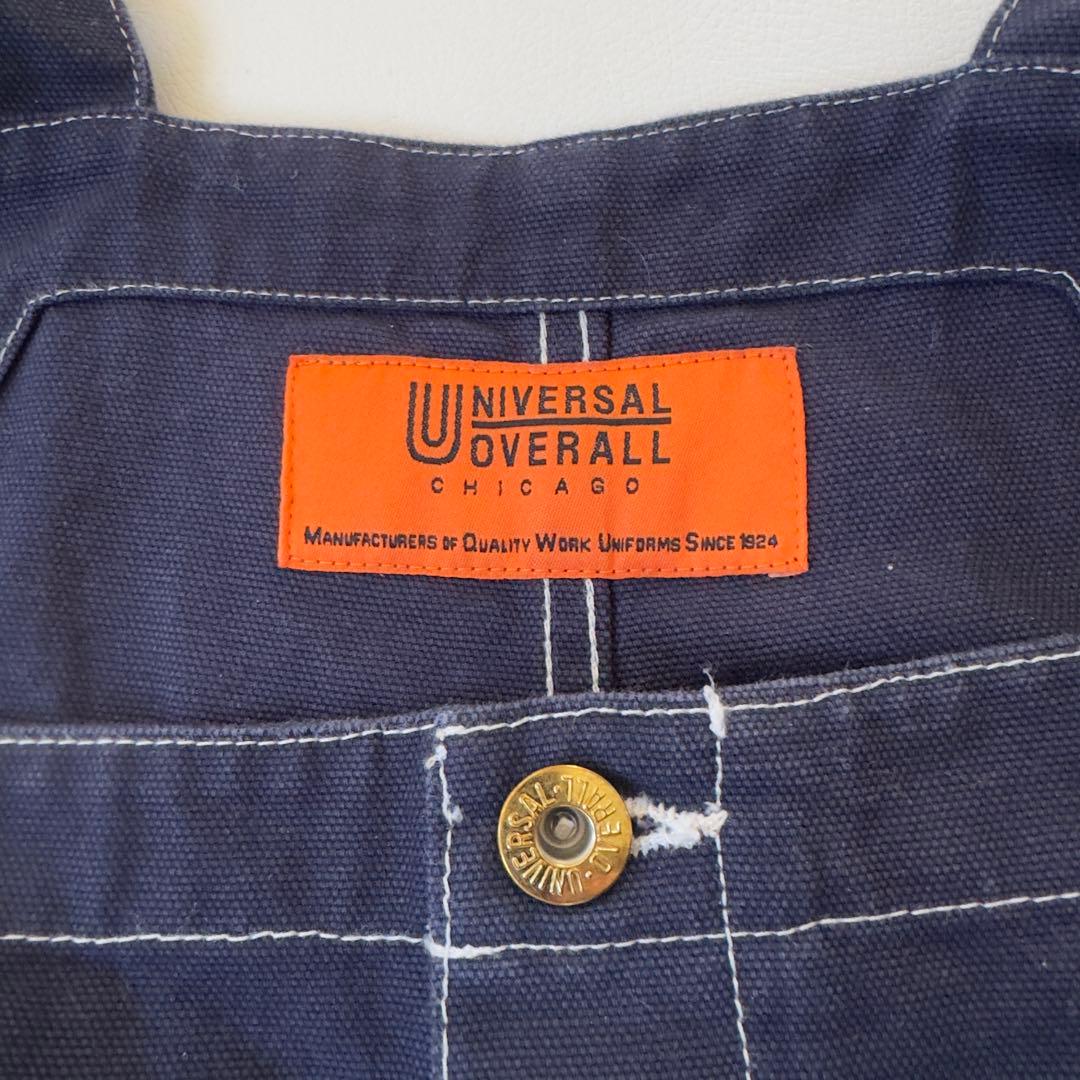 UNIVERSAL
OVERALL
CHICAGO
MANUFACTURERS OF QUALITY WORK UNIFORMS SINCE 1924
UNIVERSAL·OVERALL·